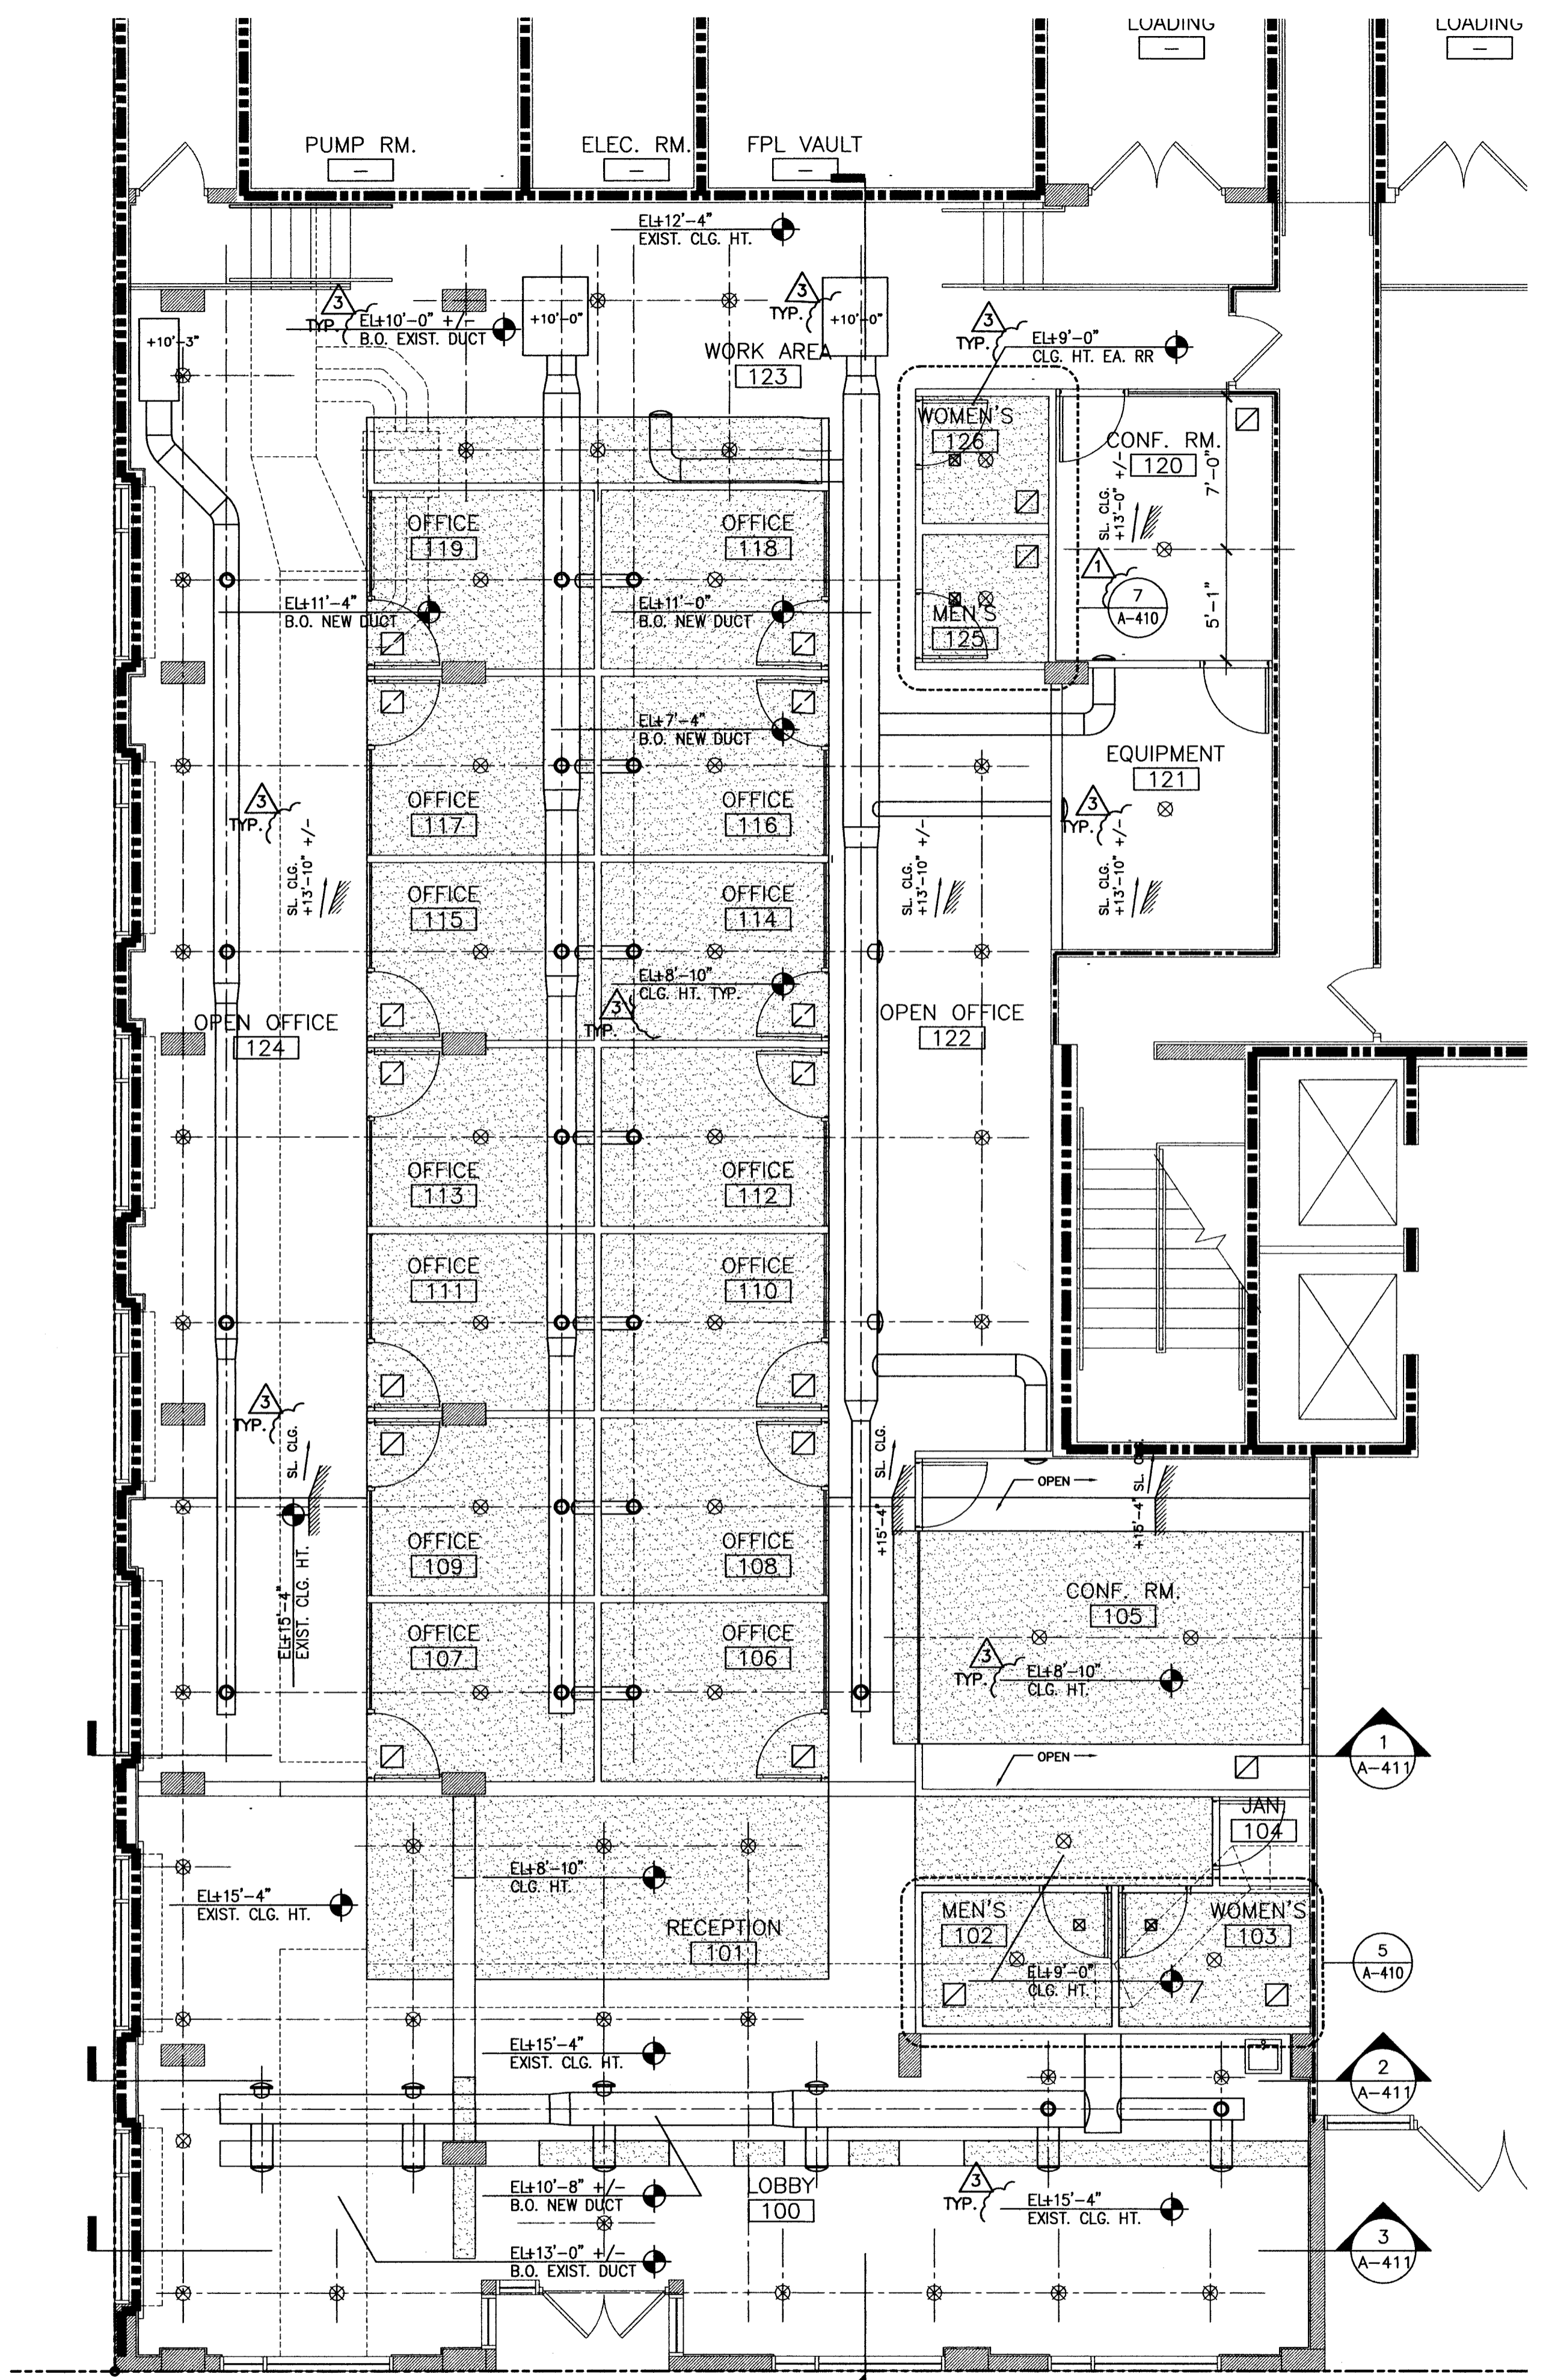 LOADING
–
LOADING
–
PUMP RM.
–
ELEC. RM.
–
FPL VAULT
–
EL+12'-4"
EXIST. CLG. HT.
3
TYP.
EL+10'-0" +/-
B.O. EXIST. DUCT
+10'-3"
+10'-0"
3
TYP.
+10'-0"
WORK AREA
123
3
TYP.
EL+9'-0"
CLG. HT. EA. RR
WOMEN'S
126
CONF. RM.
120
7'-0"
SL. CLG.
+13'-0" +/-
OFFICE
119
OFFICE
118
1
7
A-410
5'-1"
EL+11'-4"
B.O. NEW DUCT
EL+11'-0"
B.O. NEW DUCT
MEN'S
125
EL+7'-4"
B.O. NEW DUCT
EQUIPMENT
121
3
TYP.
OFFICE
117
OFFICE
116
3
TYP.
SL. CLG.
+13'-10" +/-
SL. CLG.
+13'-10" +/-
SL. CLG.
+13'-10" +/-
OFFICE
115
OFFICE
114
EL+8'-10"
CLG. HT. TYP.
3
TYP.
OPEN OFFICE
124
OPEN OFFICE
122
OFFICE
113
OFFICE
112
OFFICE
111
OFFICE
110
3
TYP.
SL. CLG.
SL. CLG.
+15'-4"
OPEN
SL. CLG.
+15'-4"
EL+15'-4"
EXIST. CLG. HT.
OFFICE
109
OFFICE
108
CONF. RM.
105
OFFICE
107
OFFICE
106
3
TYP.
EL+8'-10"
CLG. HT.
OPEN
1
A-411
JAN.
104
EL+8'-10"
CLG. HT.
EL+15'-4"
EXIST. CLG. HT.
RECEPTION
101
MEN'S
102
WOMEN'S
103
5
A-410
EL+9'-0"
CLG. HT.
EL+15'-4"
EXIST. CLG. HT.
2
A-411
EL+10'-8" +/-
B.O. NEW DUCT
LOBBY
100
3
TYP.
EL+15'-4"
EXIST. CLG. HT.
3
A-411
EL+13'-0" +/-
B.O. EXIST. DUCT